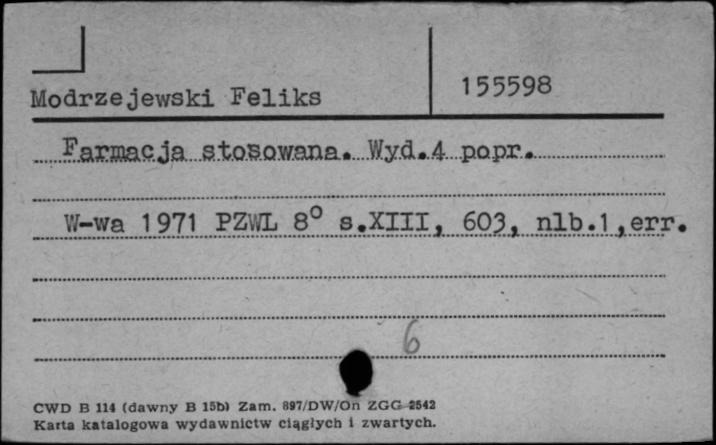 Modrzejewski Feliks
155598
Farmacja stosowana. Wyd.4 popr.
W-wa 1971 PZWL 8° s.XIII, 603, nlb.1,err.
6
CWD B 114 (dawny B 15b) Zam. 897/DW/On ZGG 2542
Karta katalogowa wydawnictw ciągłych i zwartych.